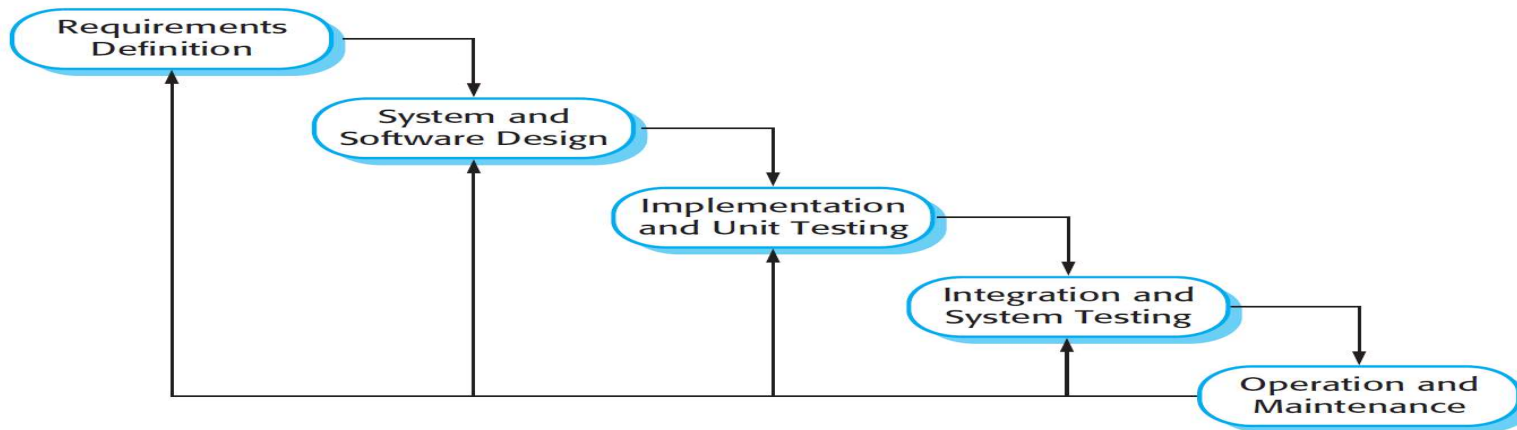 Requirements
Definition
System and
Software Design
Implementation
and Unit Testing
Integration and
System Testing
Operation and
Maintenance